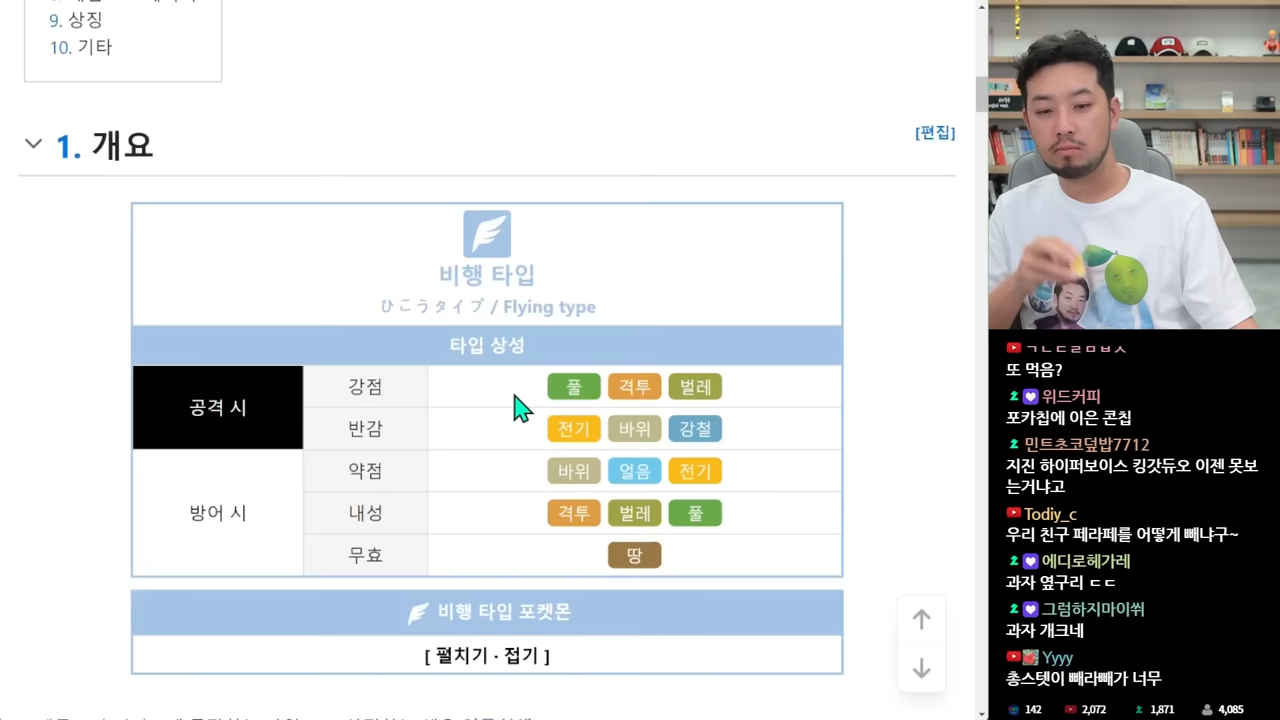 9. 상징
10. 기타
1. 개요
[편집]
비행 타입
ひこうタイプ / Flying type
타입 상성
공격 시
강점
풀 격투 벌레
반감
전기 바위 강철
방어 시
약점
바위 얼음 전기
내성
격투 벌레 풀
무효
땅
비행 타입 포켓몬
[ 펼치기 · 접기 ]
ㄱㄴㄷㄹㅁㅂㅅ
또 먹음?
위드커피
포카칩에 이은 콘칩
민트초코덮밥7712
지진 하이퍼보이스 킹갓듀오 이젠 못보
는거냐고
Todiy_c
우리 친구 페라페를 어떻게 빼냐구~
에디로헤가레
과자 옆구리 ㄷㄷ
그럼하지마이쒸
과자 개크네
Yyyy
총스텟이 빼라빼가 너무
142 2,072 1,871 4,085